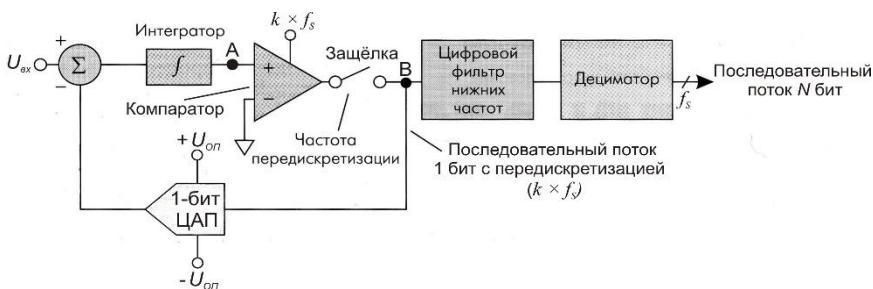 k × fs
Интегратор
A
Защёлка
B
Uвх
+
Σ
−
∫
+
−
Компаратор
Цифровой
фильтр
нижних
частот
Дециматор
fs
Последовательный
поток N бит
Частота
передискретизации
Последовательный поток
1 бит с передискретизацией
(k × fs)
+ Uоп
1-бит
ЦАП
- Uоп